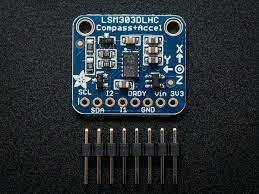 LSM303DLHC
Compass+Accel
X
Y
Z
SCL I2 DRDY Vin 3V3
SDA I1 GND